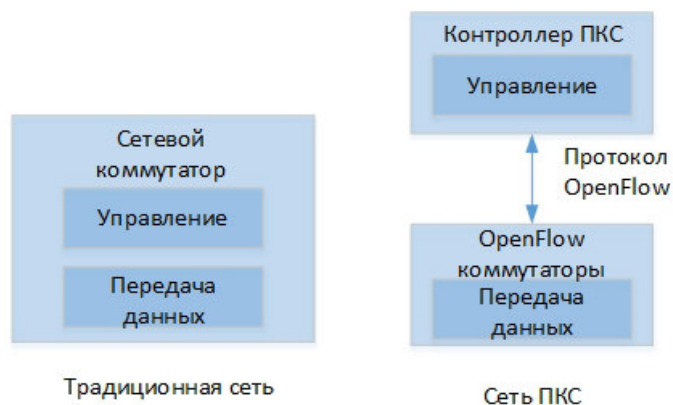 Сетевой
коммутатор
Управление
Передача
данных
Традиционная сеть
Контроллер ПКС
Управление
Протокол
OpenFlow
OpenFlow
коммутаторы
Передача
данных
Сеть ПКС